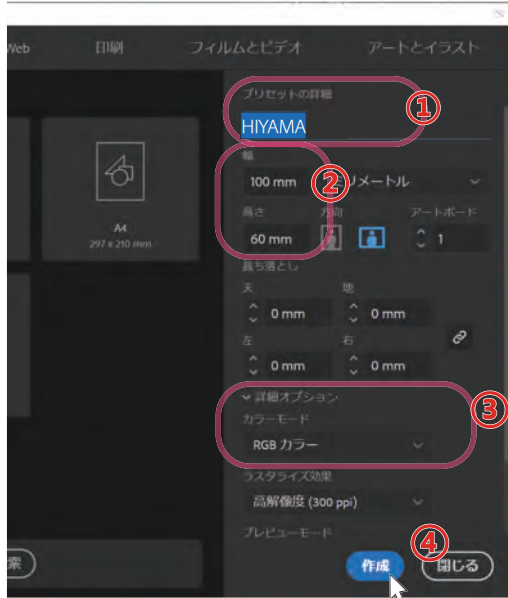 Web 印刷 フィルムとビデオ アートとイラスト
プリセットの詳細
①
HIYAMA
幅
②
100 mm ミリメートル
高さ 方向 アートボード
60 mm 1
裁ち落とし
天 地
0 mm 0 mm
左 右
0 mm 0 mm
詳細オプション
③
カラーモード
RGB カラー
ラスタライズ効果
高解像度 (300 ppi)
プレビューモード
④
作成 閉じる
A4
297 x 210 mm
索